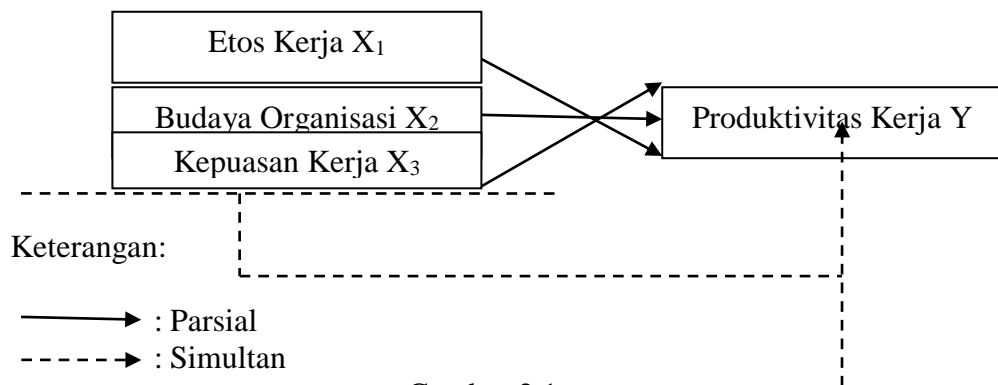 Etos Kerja X₁
Budaya Organisasi X₂
Produktivitas Kerja Y
Kepuasan Kerja X₃
Keterangan:
: Parsial
: Simultan